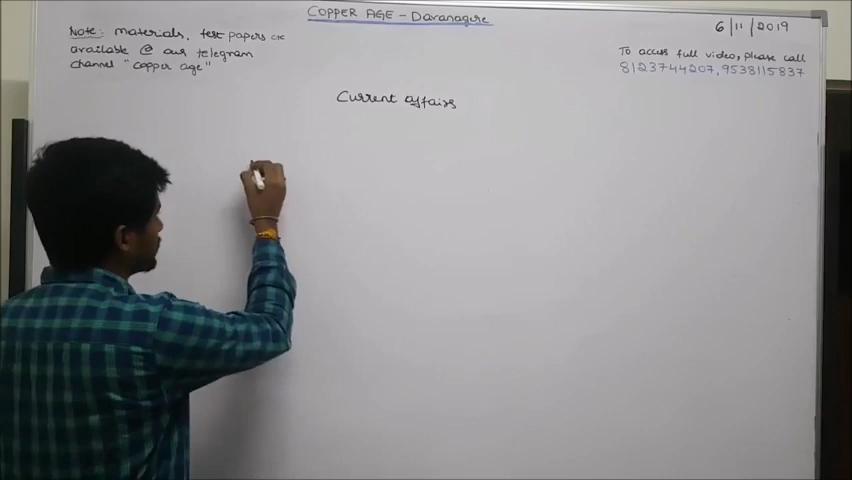 COPPER AGE - Davanagere
6/11/2019
Note: materials, test papers etc
available @ our telegram
channel "copper age"
To access full video, please call
8123744207, 9538115837
Current affairs